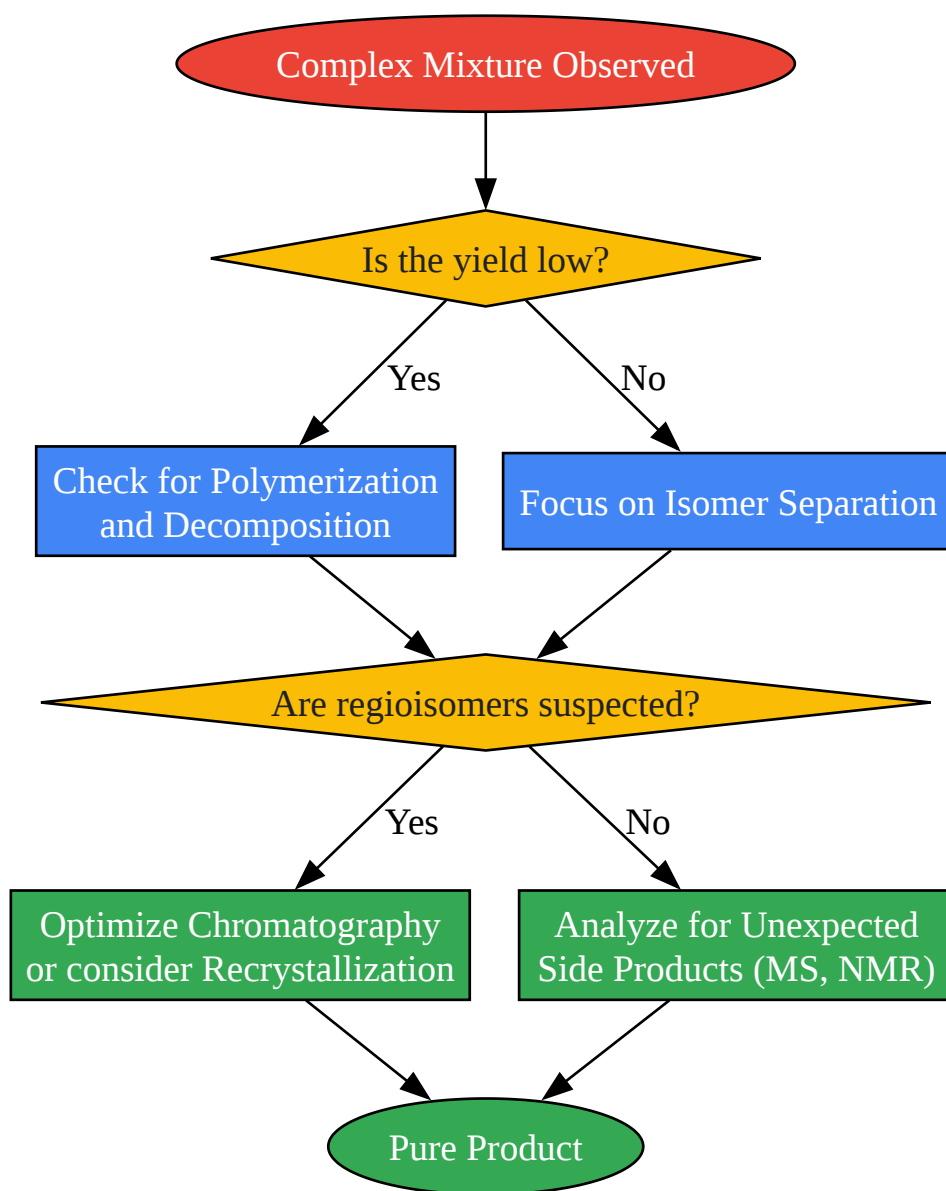 Complex Mixture Observed
Is the yield low?
Yes
No
Check for Polymerization
and Decomposition
Focus on Isomer Separation
Are regioisomers suspected?
Yes
No
Optimize Chromatography
or consider Recrystallization
Analyze for Unexpected
Side Products (MS, NMR)
Pure Product